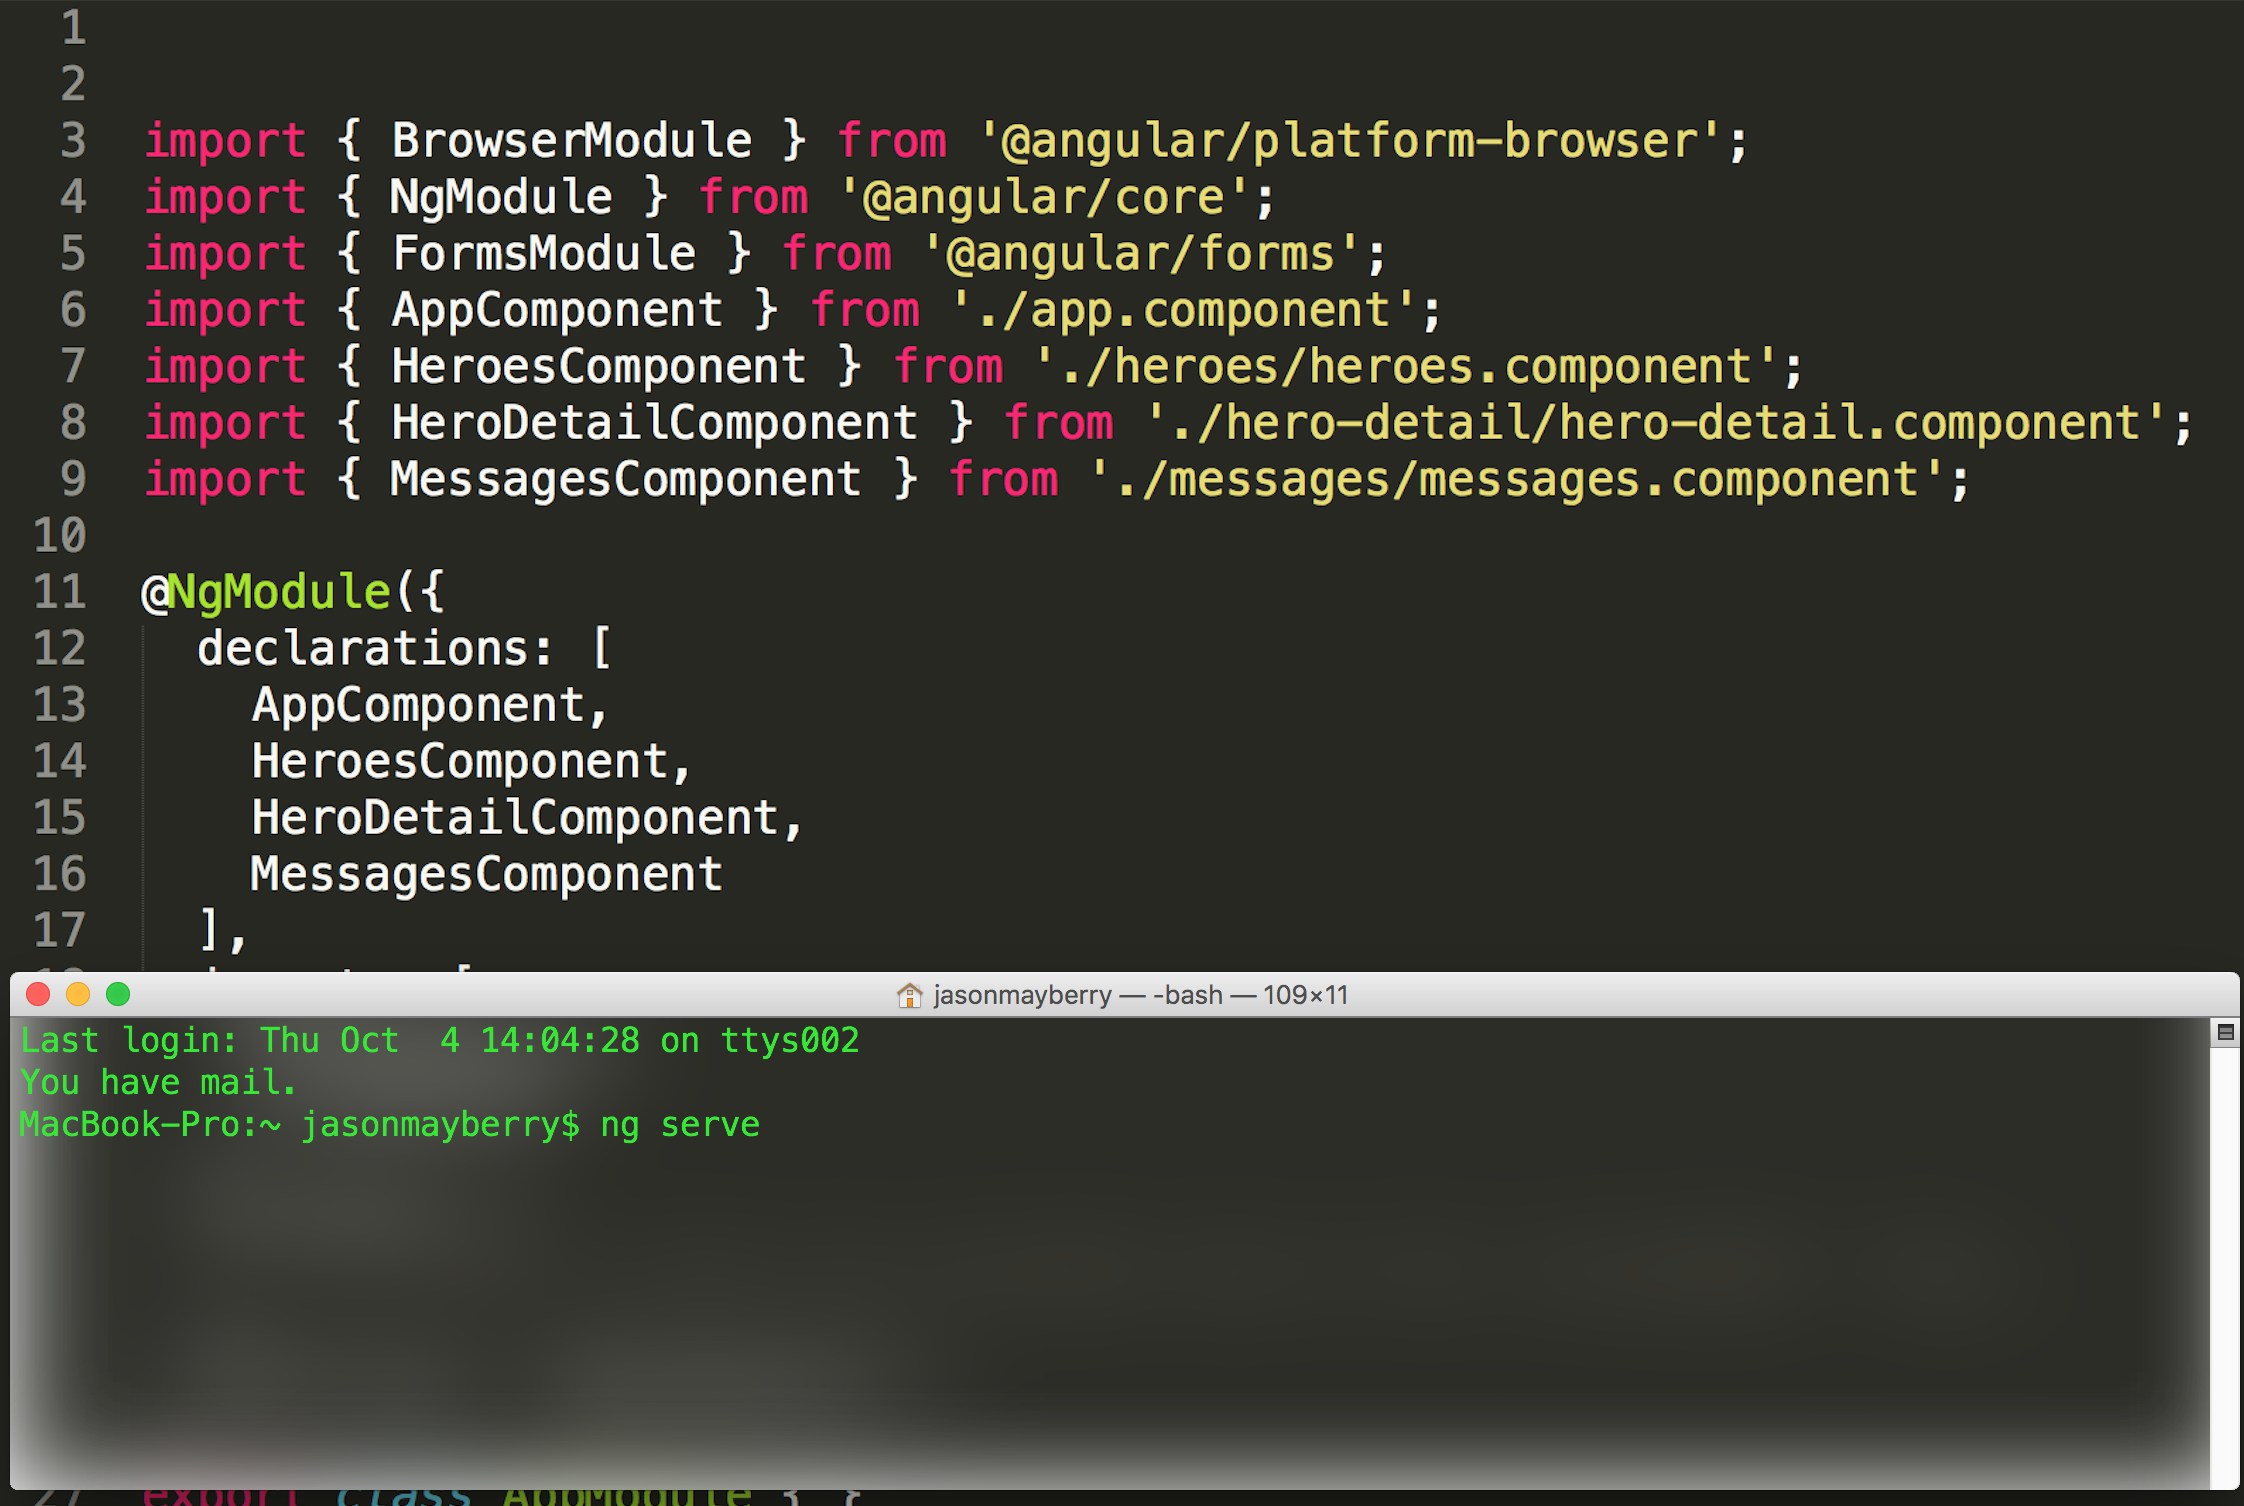 1
2
3 import { BrowserModule } from '@angular/platform-browser';
4 import { NgModule } from '@angular/core';
5 import { FormsModule } from '@angular/forms';
6 import { AppComponent } from './app.component';
7 import { HeroesComponent } from './heroes/heroes.component';
8 import { HeroDetailComponent } from './hero-detail/hero-detail.component';
9 import { MessagesComponent } from './messages/messages.component';
10
11 @NgModule({
12 declarations: [
13 AppComponent,
14 HeroesComponent,
15 HeroDetailComponent,
16 MessagesComponent
17 ],
jasonmayberry — -bash — 109×11
Last login: Thu Oct  4 14:04:28 on ttys002
You have mail.
MacBook-Pro:~ jasonmayberry$ ng serve
27 export class AppModule { }